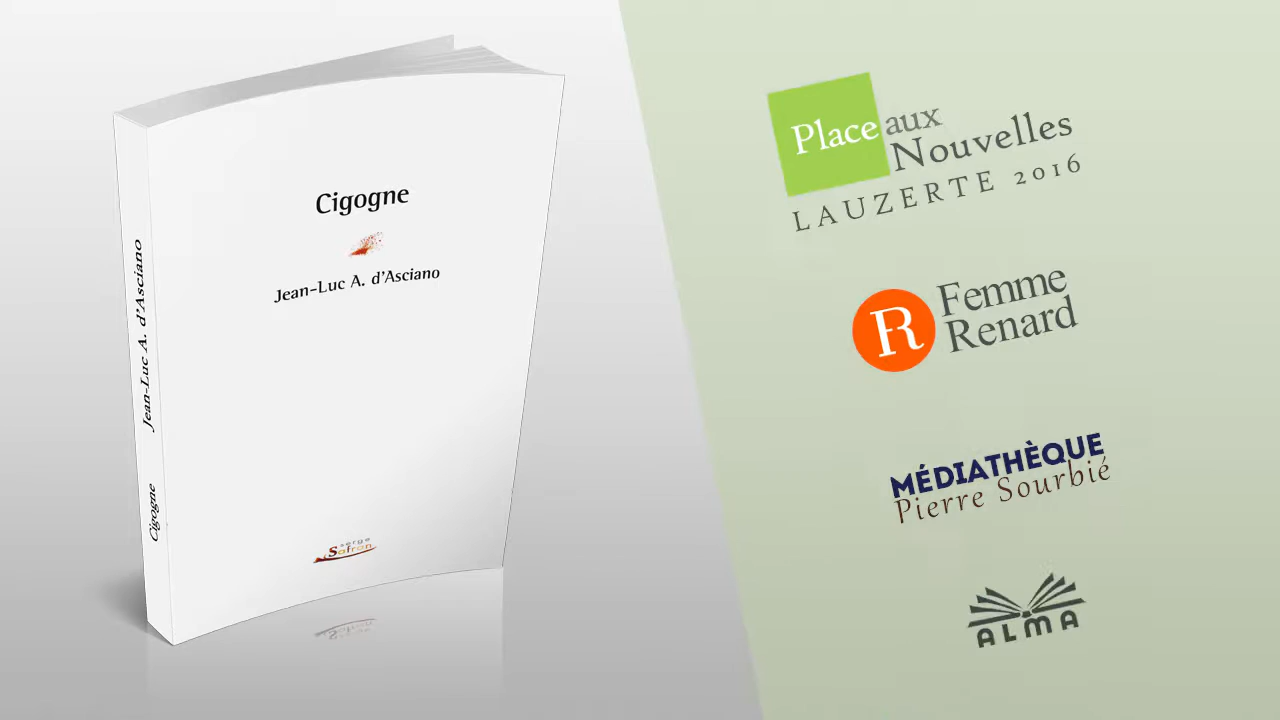 Cigogne
Jean-Luc A. d'Asciano
serge
Safran
Cigogne
Jean-Luc A. d'Asciano
Place aux
Nouvelles
LAUZERTE 2016
R
Femme
Renard
MÉDIATHÈQUE
Pierre Sourbié
ALMA